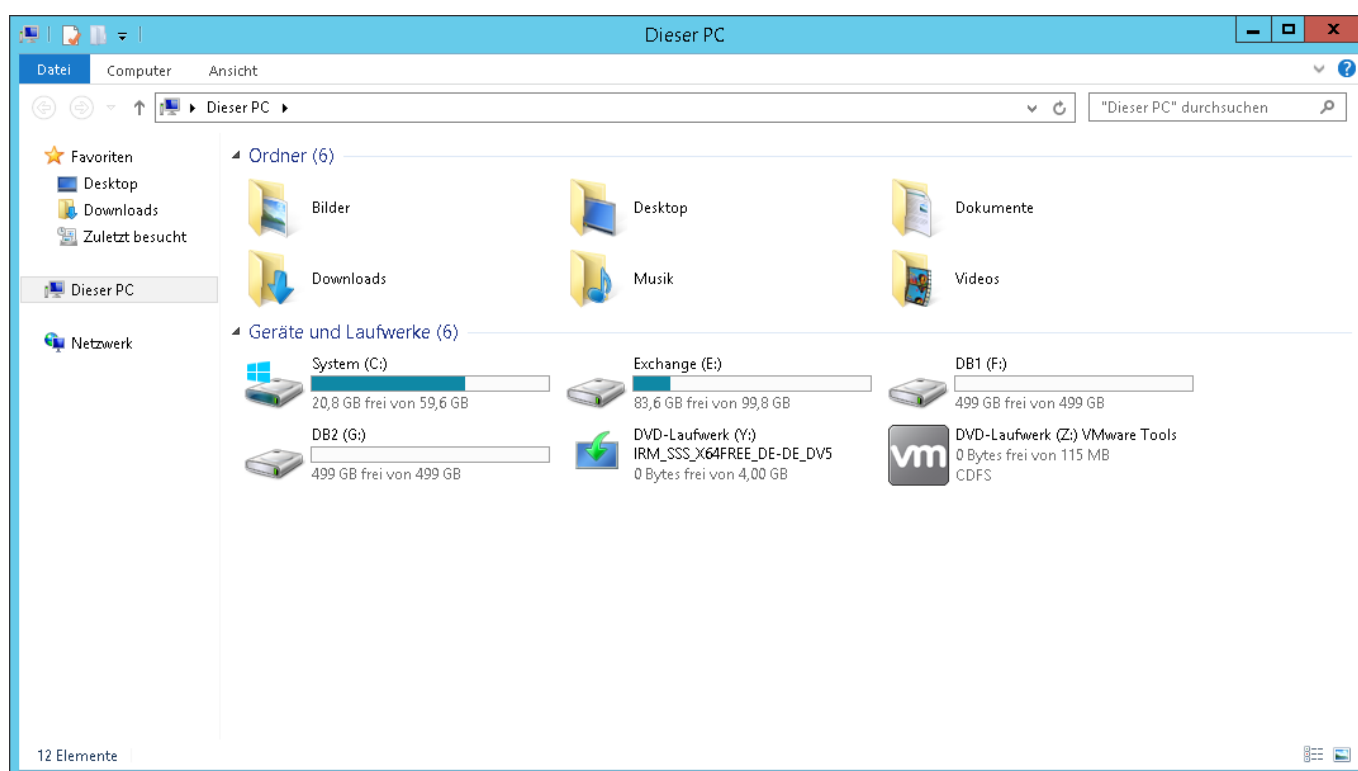 Dieser PC
Datei Computer Ansicht
Dieser PC "Dieser PC" durchsuchen
Favoriten
Desktop
Downloads
Zuletzt besucht
Dieser PC
Netzwerk
Ordner (6)
Bilder Desktop Dokumente
Downloads Musik Videos
Geräte und Laufwerke (6)
System (C:)
20,8 GB frei von 59,6 GB
Exchange (E:)
83,6 GB frei von 99,8 GB
DB1 (F:)
499 GB frei von 499 GB
DB2 (G:)
499 GB frei von 499 GB
DVD-Laufwerk (Y:)
IRM_SSS_X64FREE_DE-DE_DV5
0 Bytes frei von 4,00 GB
vm
DVD-Laufwerk (Z:) VMware Tools
0 Bytes frei von 115 MB
CDFS
12 Elemente